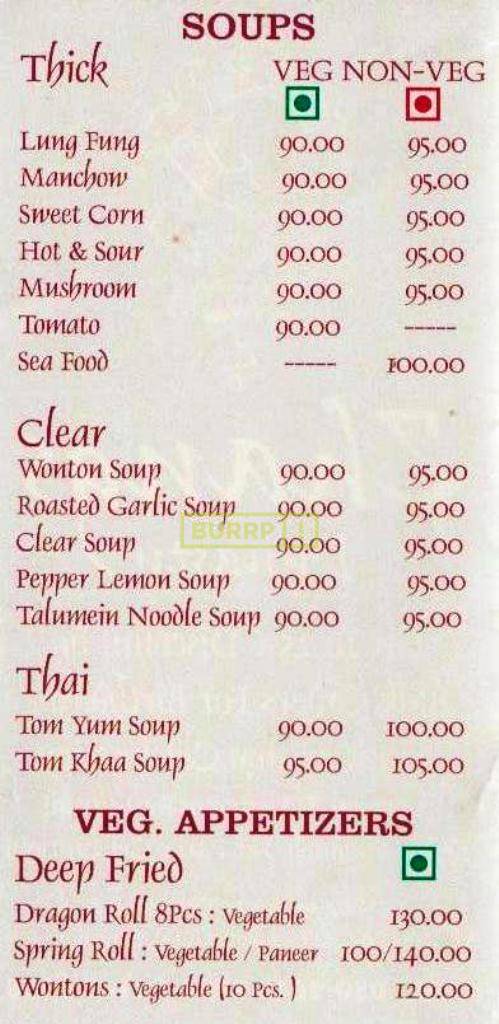 SOUPS
Thick VEG NON-VEG
Lung Fung 90.00 95.00
Manchow 90.00 95.00
Sweet Corn 90.00 95.00
Hot & Sour 90.00 95.00
Mushroom 90.00 95.00
Tomato 90.00 -----
Sea Food ----- 100.00
Clear
Wonton Soup 90.00 95.00
Roasted Garlic Soup 90.00 95.00
BURRP!
Clear Soup 90.00 95.00
Pepper Lemon Soup 90.00 95.00
Talumein Noodle Soup 90.00 95.00
Thai
Tom Yum Soup 90.00 100.00
Tom Khaa Soup 95.00 105.00
VEG. APPETIZERS
Deep Fried
Dragon Roll 8Pcs : Vegetable 130.00
Spring Roll : Vegetable / Paneer 100/140.00
Wontons : Vegetable (10 Pcs. ) 120.00